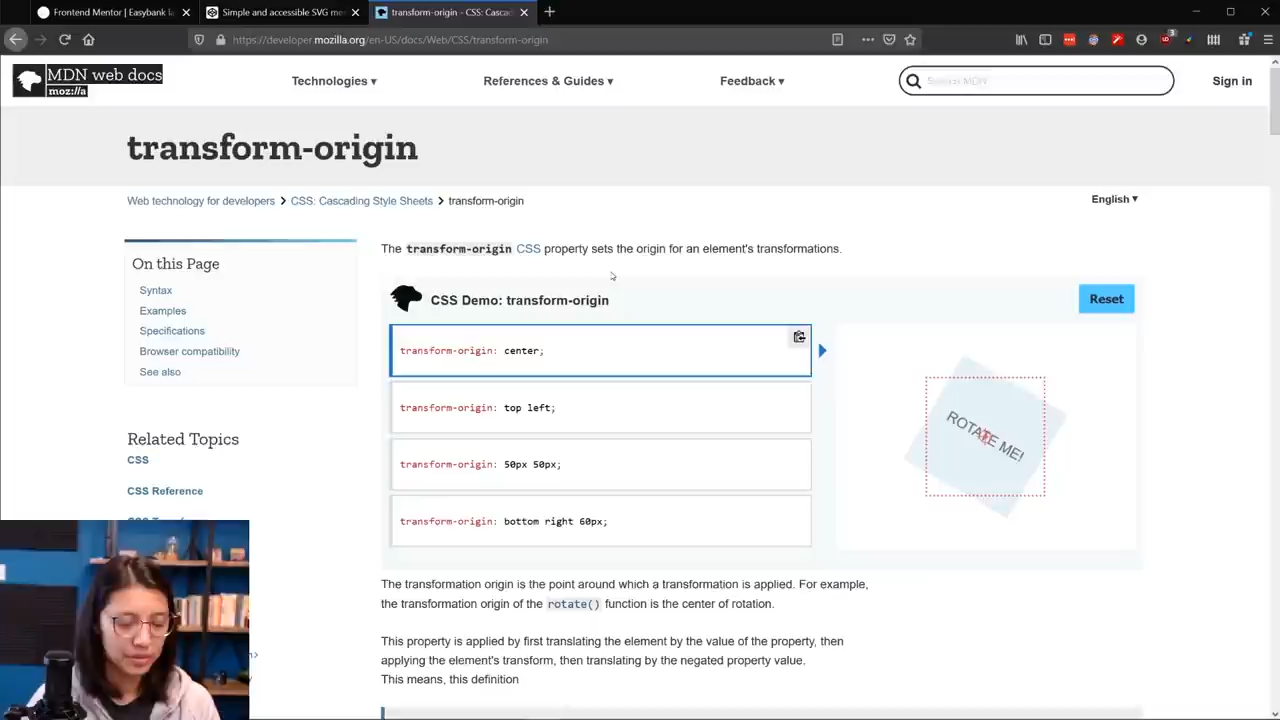 Frontend Mentor | Easybank la
Simple and accessible SVG me
transform-origin - CSS: Cascad
https://developer.mozilla.org/en-US/docs/Web/CSS/transform-origin
3
MDN web docs
moz://a
Technologies ▾
References & Guides ▾
Feedback ▾
Search MDN
Sign in
transform-origin
Web technology for developers > CSS: Cascading Style Sheets > transform-origin
English ▾
On this Page
Syntax
Examples
Specifications
Browser compatibility
See also
Related Topics
CSS
CSS Reference
The transform-origin CSS property sets the origin for an element's transformations.
CSS Demo: transform-origin
Reset
transform-origin: center;
transform-origin: top left;
transform-origin: 50px 50px;
transform-origin: bottom right 60px;
ROTATE ME!
The transformation origin is the point around which a transformation is applied. For example,
the transformation origin of the rotate() function is the center of rotation.
This property is applied by first translating the element by the value of the property, then
applying the element's transform, then translating by the negated property value.
This means, this definition